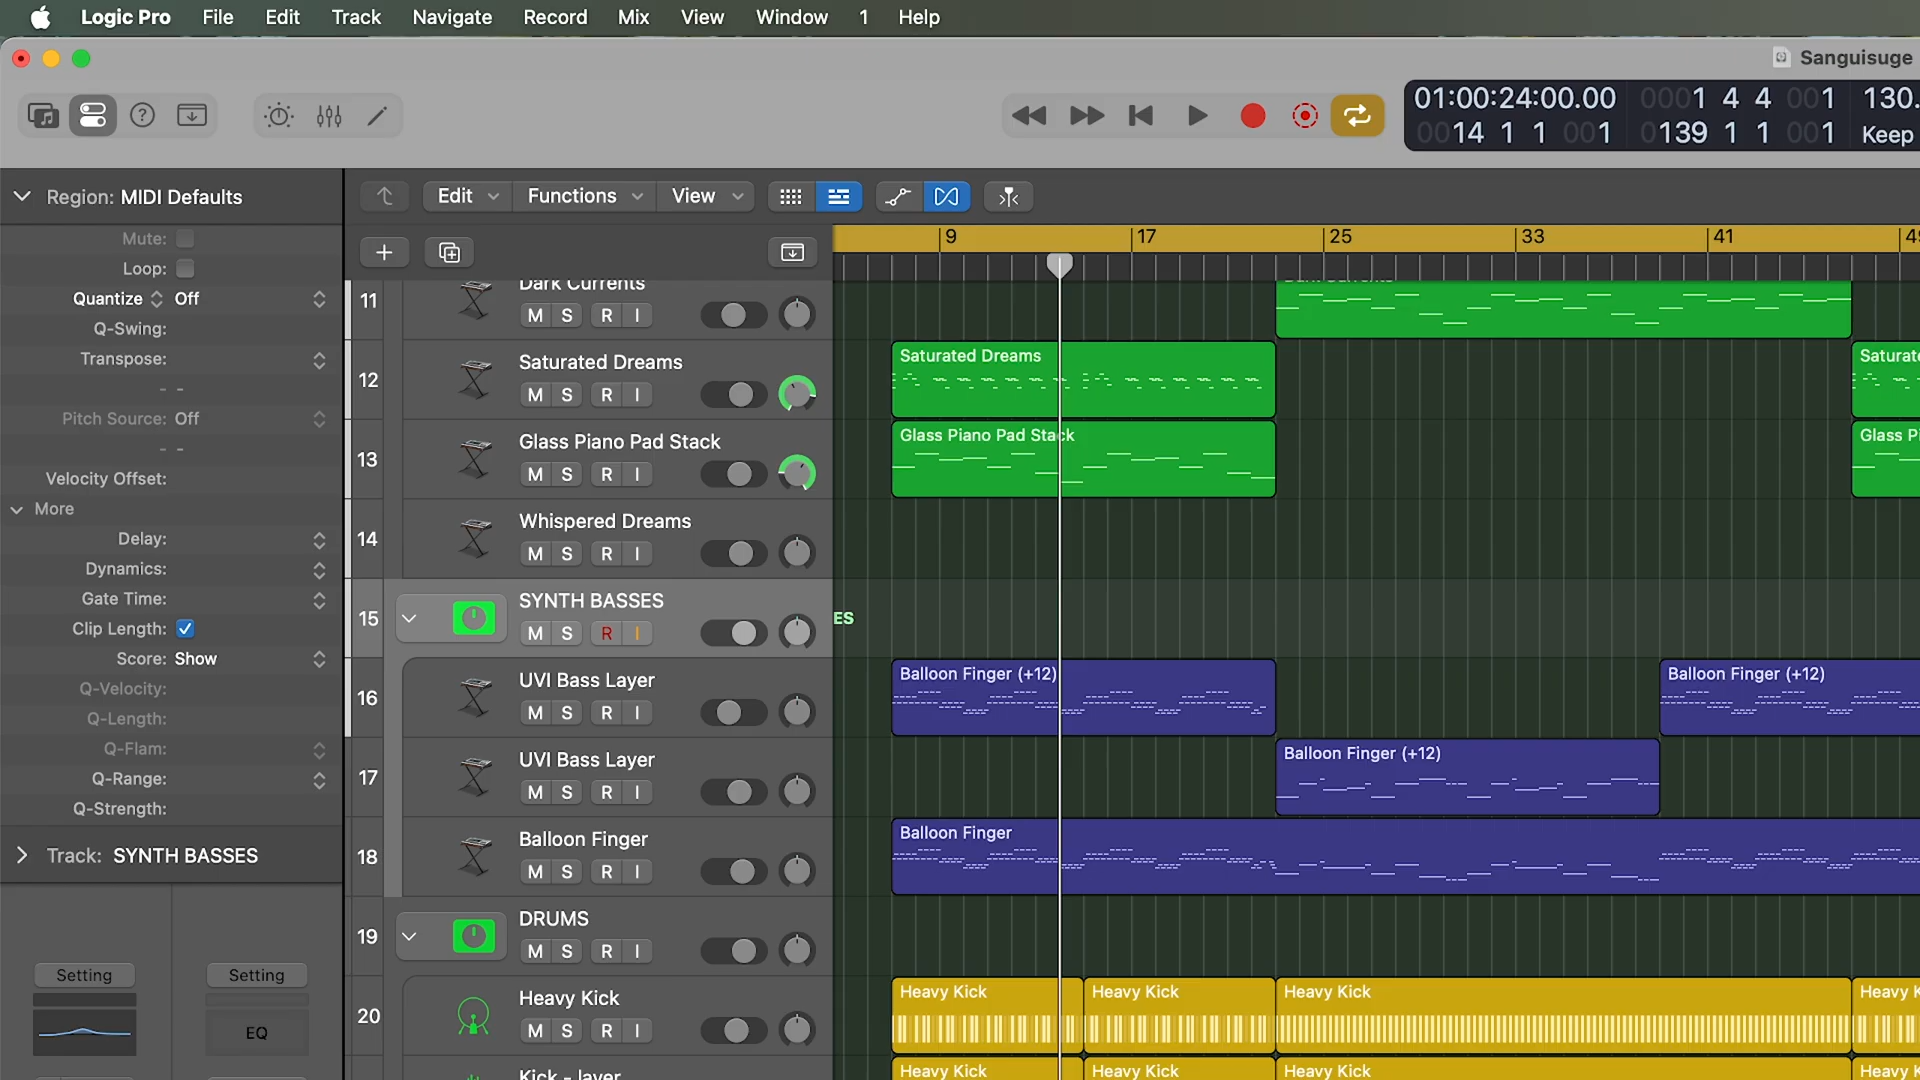 Logic Pro File Edit Track Navigate Record Mix View Window 1 Help
Sanguisuge
01:00:24:00.00 0001 4 4 001 130.
0014 1 1 001 0139 1 1 001 Keep
Region: MIDI Defaults
Edit Functions View
9 17 25 33 41 49
Mute:
Loop:
Quantize Off
Q-Swing:
Transpose:
- -
Pitch Source: Off
- -
Velocity Offset:
More
Delay:
Dynamics:
Gate Time:
Clip Length:
Score: Show
Q-Velocity:
Q-Length:
Q-Flam:
Q-Range:
Q-Strength:
Track: SYNTH BASSES
Setting Setting
EQ
11 Dark Currents
M S R I
12 Saturated Dreams
M S R I
Saturated Dreams
13 Glass Piano Pad Stack
M S R I
Glass Piano Pad Stack
14 Whispered Dreams
M S R I
15 SYNTH BASSES
M S R I
ES
16 UVI Bass Layer
M S R I
Balloon Finger (+12) Balloon Finger (+12)
17 UVI Bass Layer
M S R I
Balloon Finger (+12)
18 Balloon Finger
M S R I
Balloon Finger
19 DRUMS
M S R I
20 Heavy Kick
M S R I
Heavy Kick Heavy Kick Heavy Kick Heavy K
Kick - layer
Heavy Kick Heavy Kick Heavy Kick Heavy K